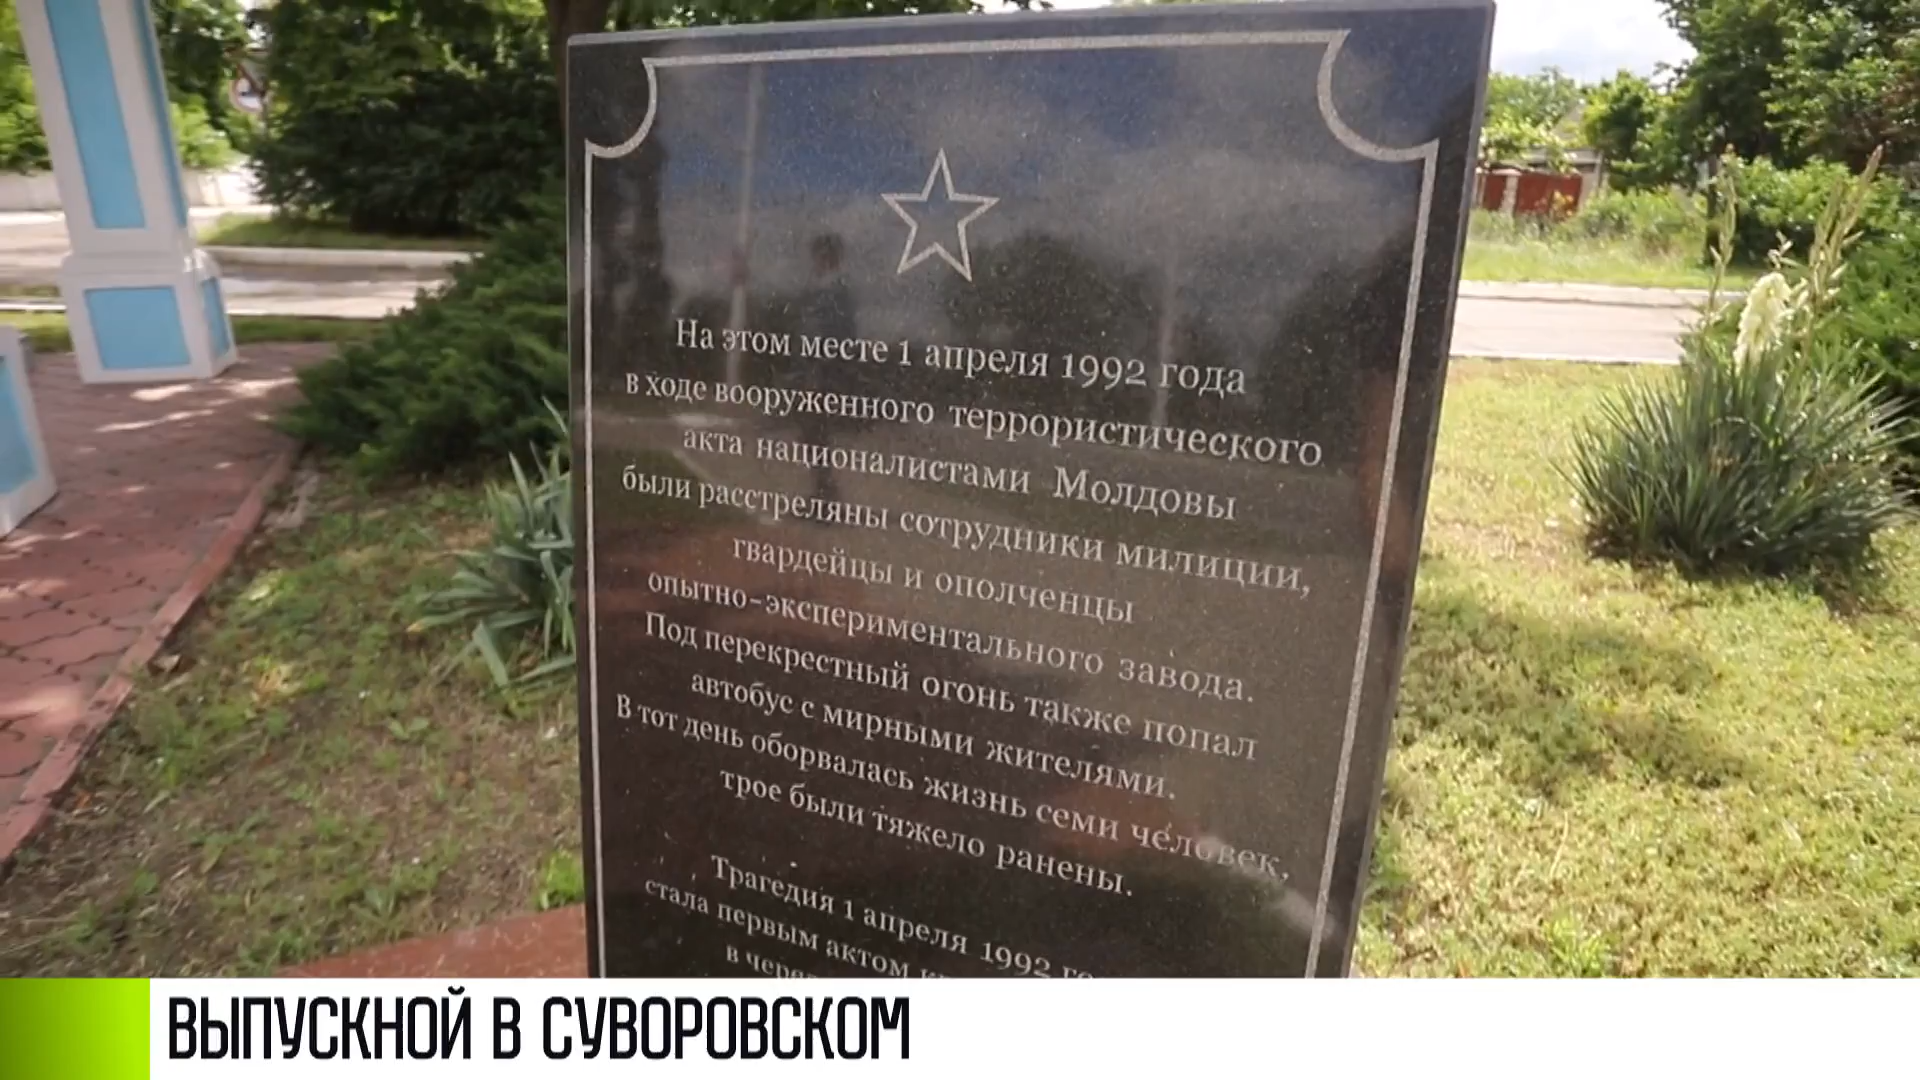 На этом месте 1 апреля 1992 года
в ходе вооруженного террористического
акта националистами Молдовы
были расстреляны сотрудники милиции,
гвардейцы и ополченцы
опытно-экспериментального завода.
Под перекрестный огонь также попал
автобус с мирными жителями.
В тот день оборвалась жизнь семи человек,
трое были тяжело ранены.
Трагедия 1 апреля 1992
стала первым актом
в
ВЫПУСКНОЙ В СУВОРОВСКОМ